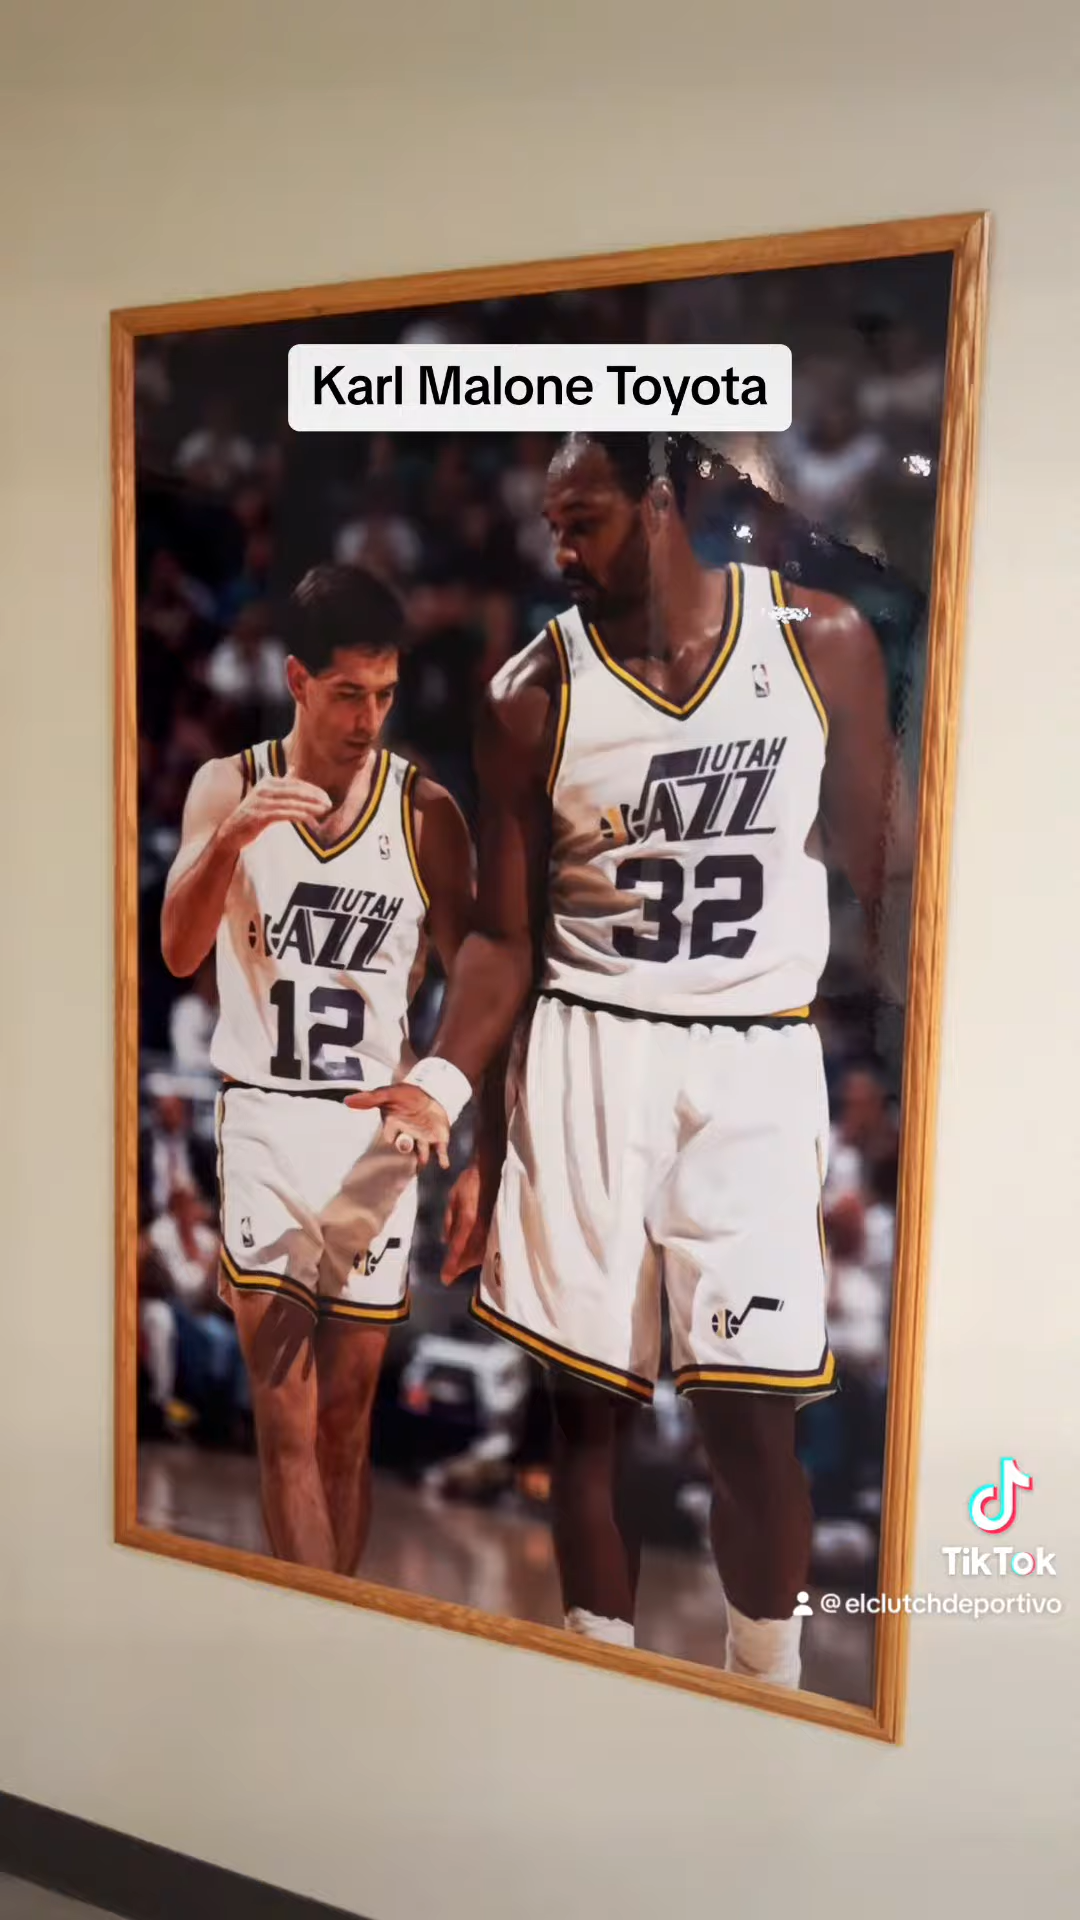 Karl Malone Toyota
UTAH
JAZZ
32
UTAH
JAZZ
12
TikTok
@elclutchdeportivo